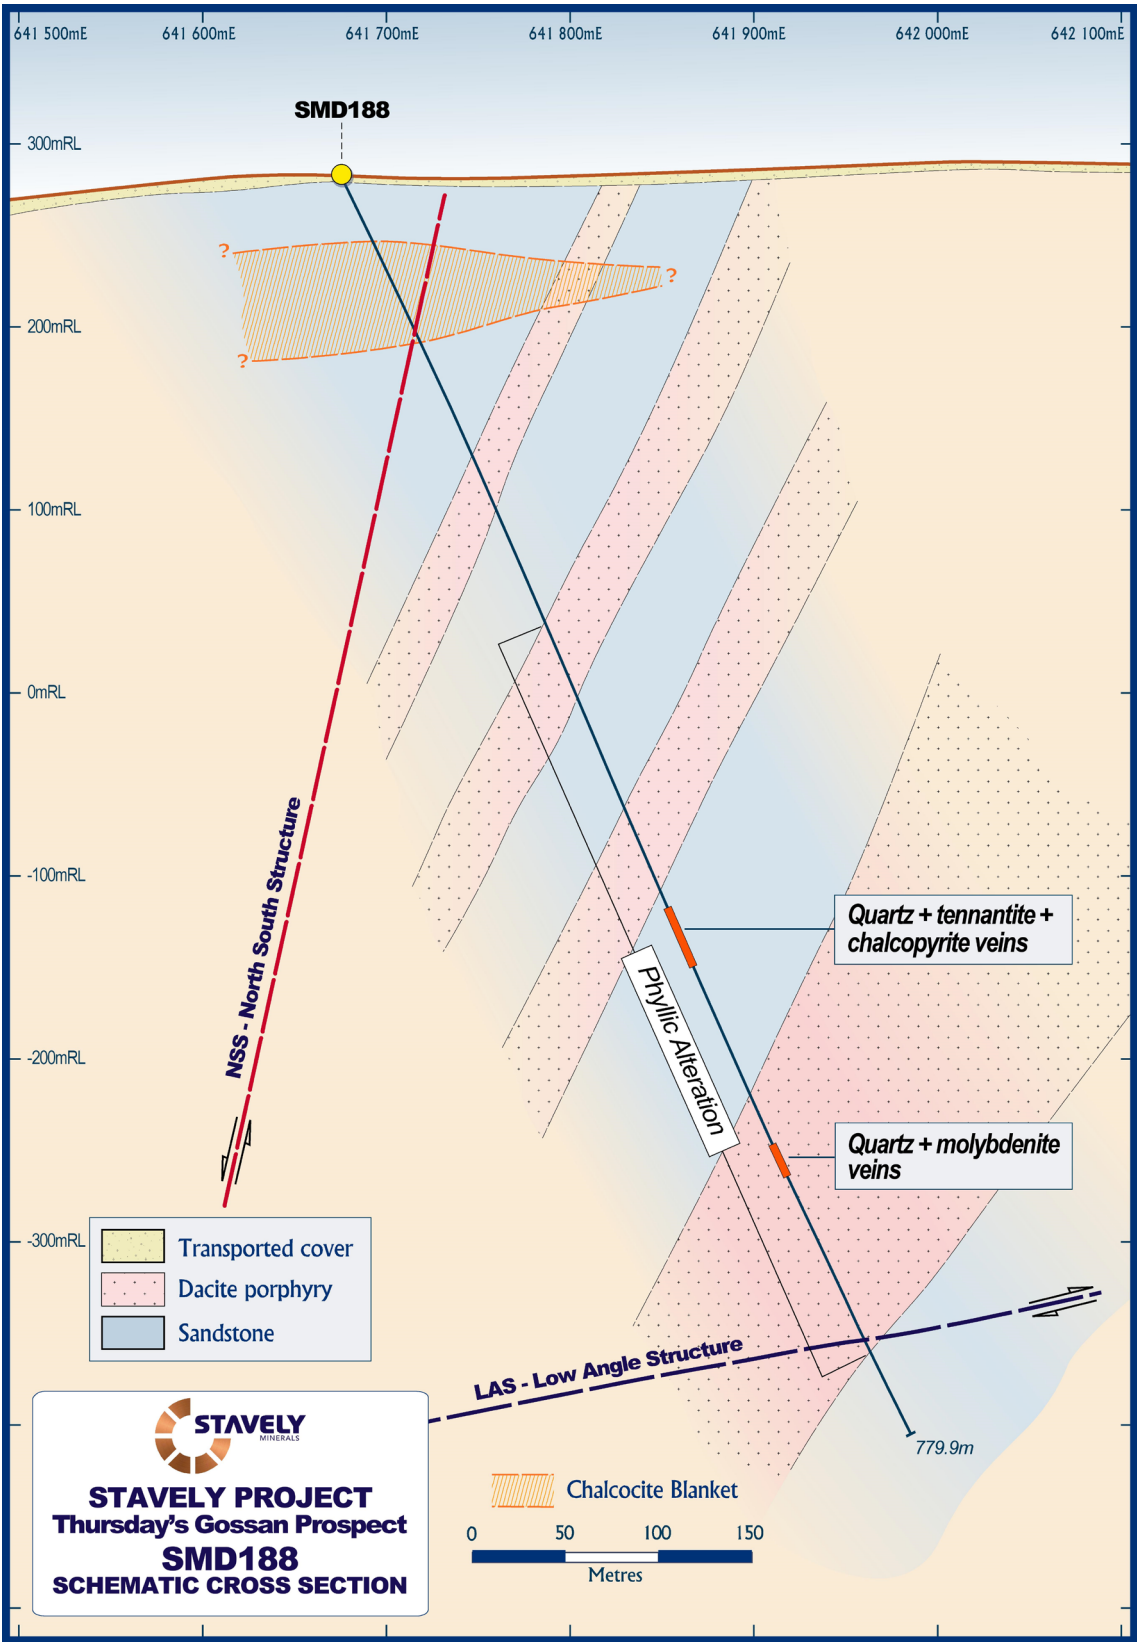 641 500mE
641 600mE
641 700mE
641 800mE
641 900mE
642 000mE
642 100mE
SMD188
300mRL
?
?
200mRL
?
100mRL
0mRL
-100mRL
NSS - North South Structure
Quartz + tennantite +
chalcopyrite veins
Phyllic Alteration
-200mRL
Quartz + molybdenite
veins
-300mRL
Transported cover
Dacite porphyry
Sandstone
LAS - Low Angle Structure
779.9m
STAVELY
MINERALS
STAVELY PROJECT
Thursday's Gossan Prospect
SMD188
SCHEMATIC CROSS SECTION
Chalcocite Blanket
0
50
100
150
Metres